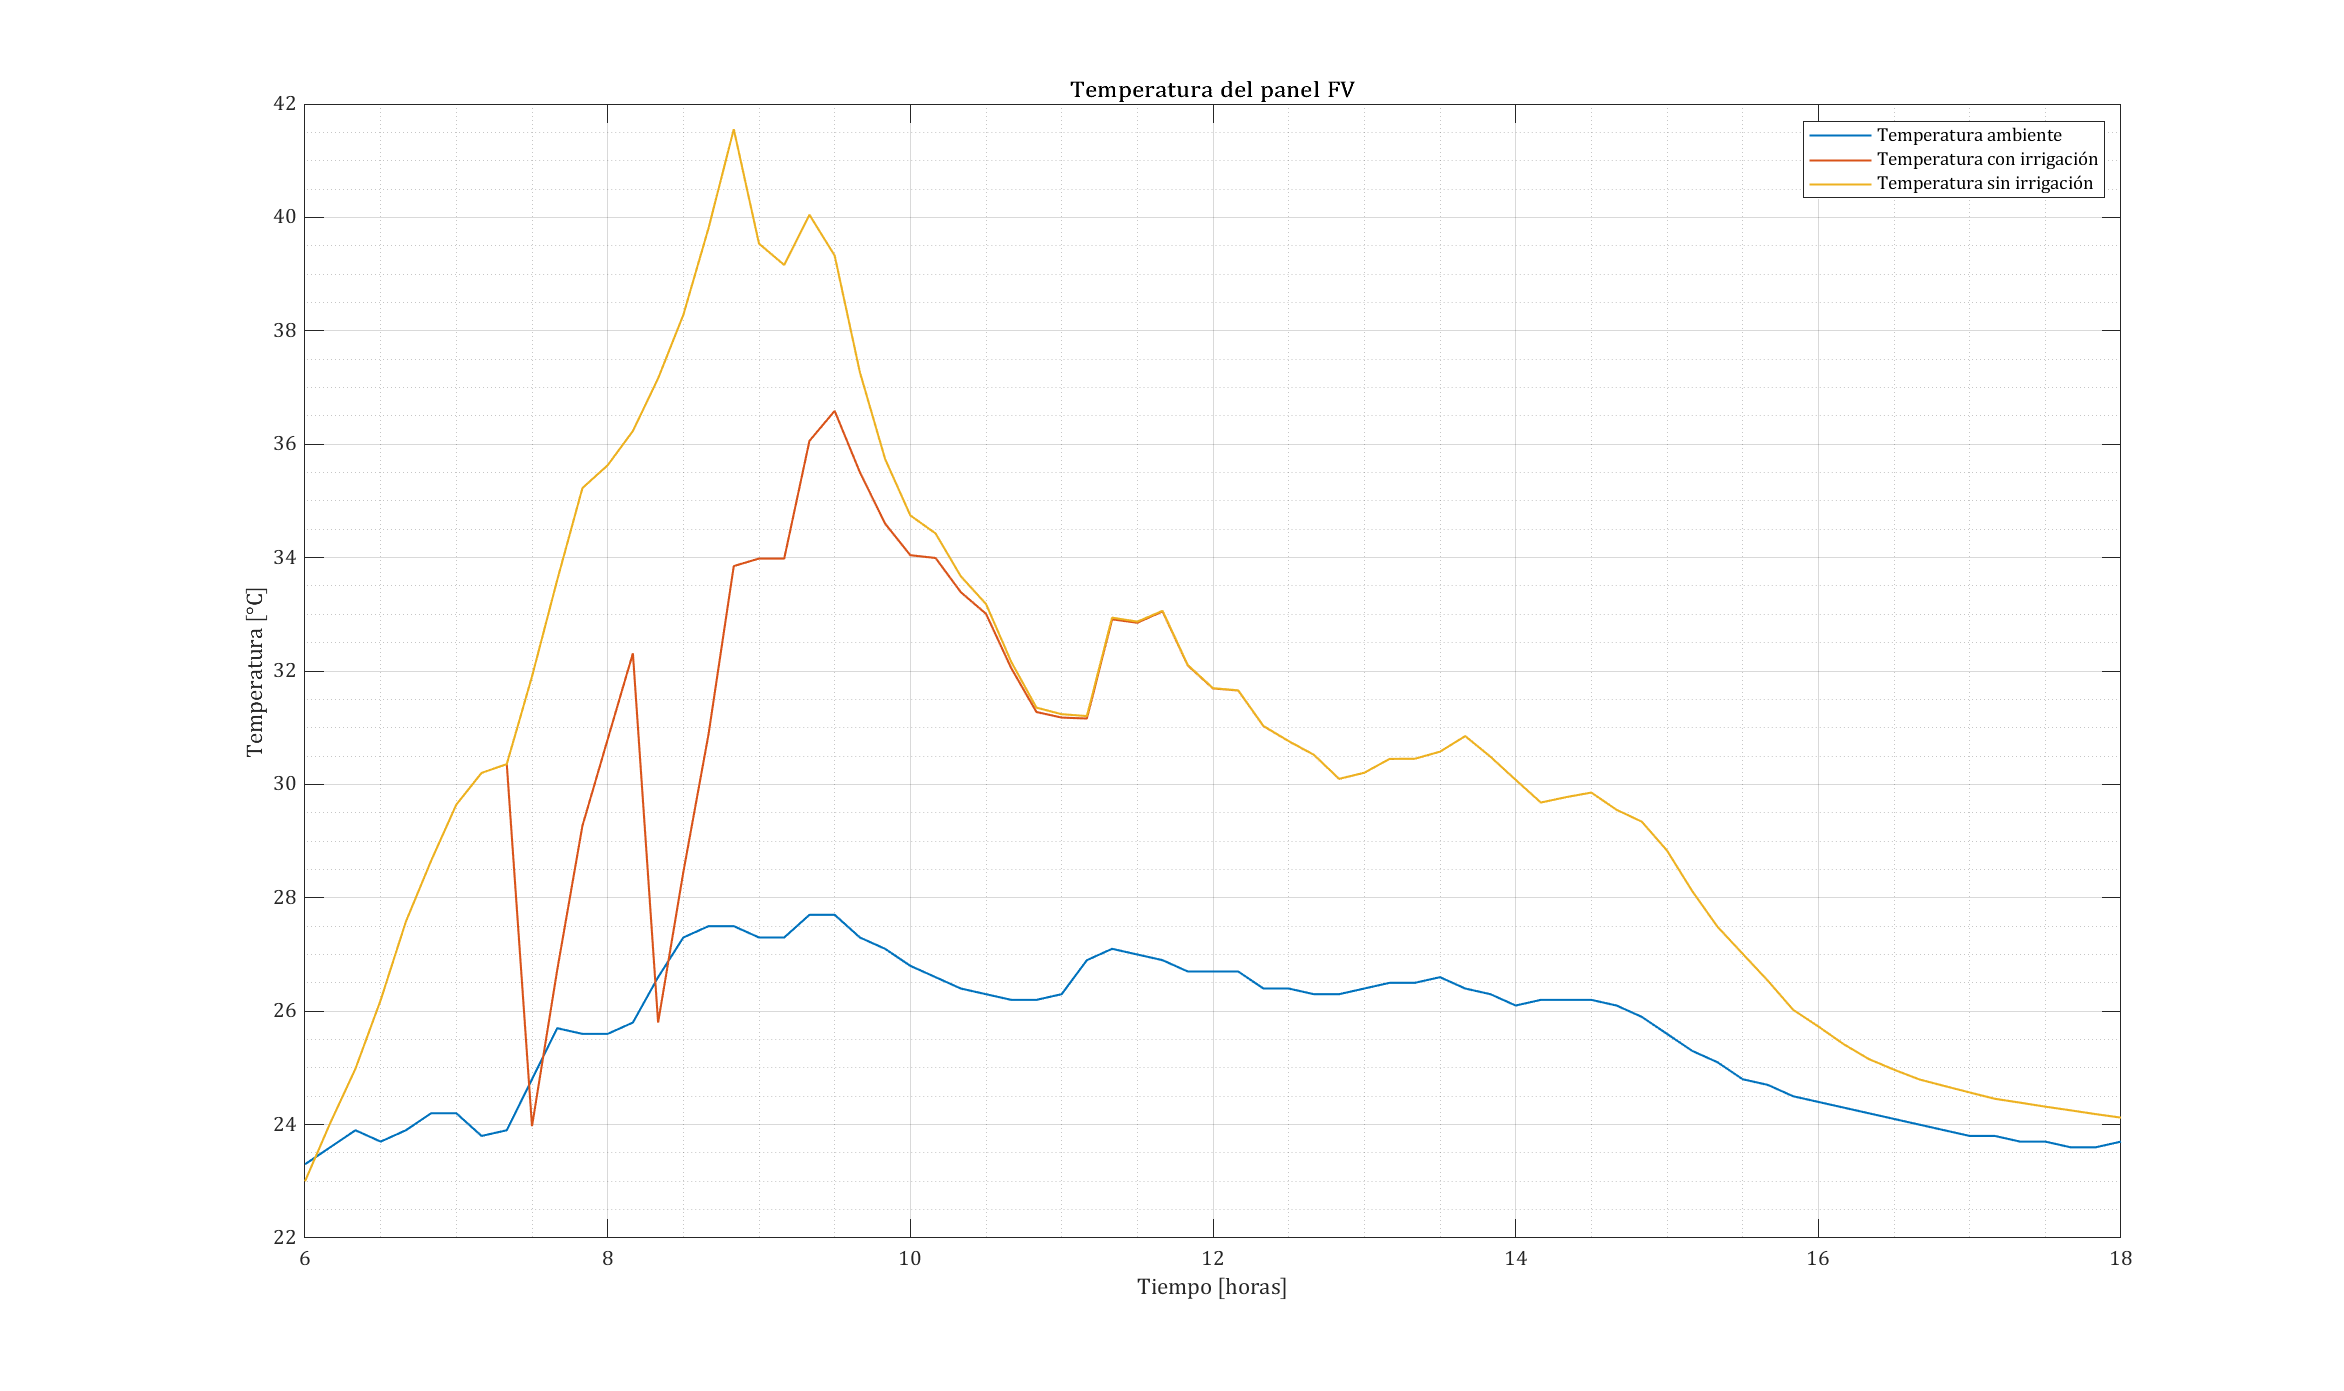 Temperatura del panel FV
Temperatura ambiente
Temperatura con irrigación
Temperatura sin irrigación
Temperatura [°C]
42
40
38
36
34
32
30
28
26
24
22
6 8 10 12 14 16 18
Tiempo [horas]